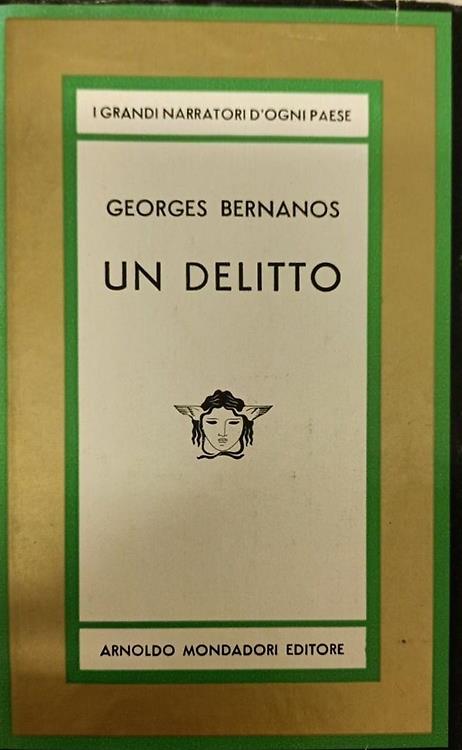 I GRANDI NARRATORI D'OGNI PAESE
GEORGES BERNANOS
UN DELITTO
ARNOLDO MONDADORI EDITORE